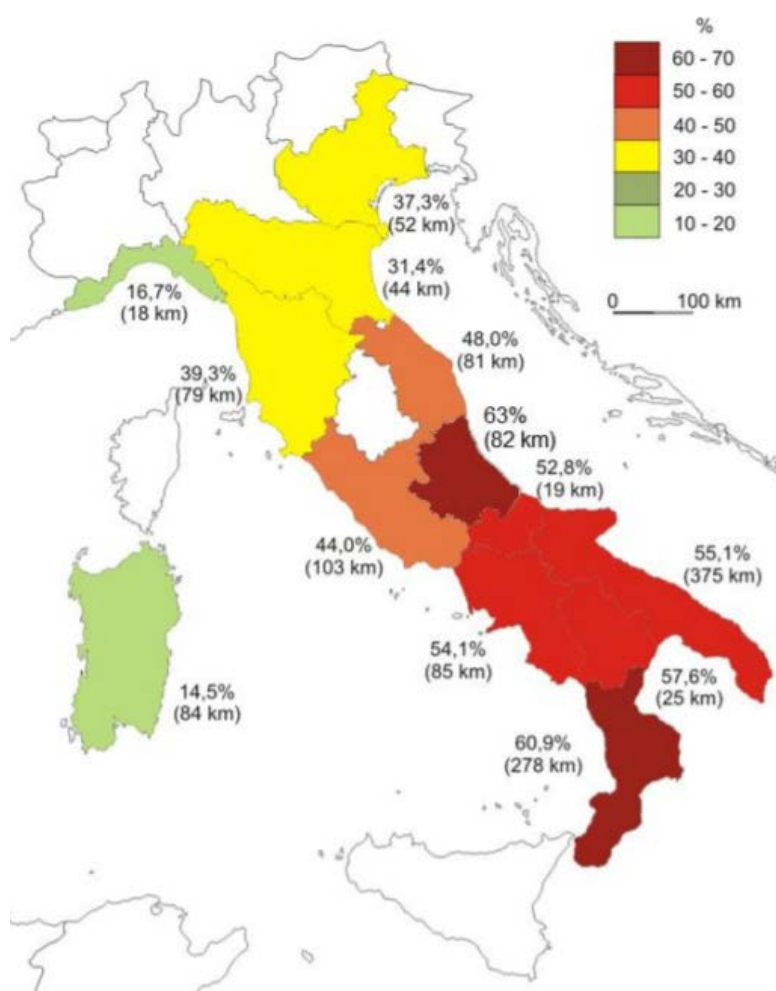 %
60 - 70
50 - 60
40 - 50
30 - 40
20 - 30
10 - 20
0 100 km
37,3%
(52 km)
31,4%
(44 km)
16,7%
(18 km)
48,0%
(81 km)
39,3%
(79 km)
63%
(82 km)
52,8%
(19 km)
44,0%
(103 km)
55,1%
(375 km)
54,1%
(85 km)
57,6%
(25 km)
14,5%
(84 km)
60,9%
(278 km)